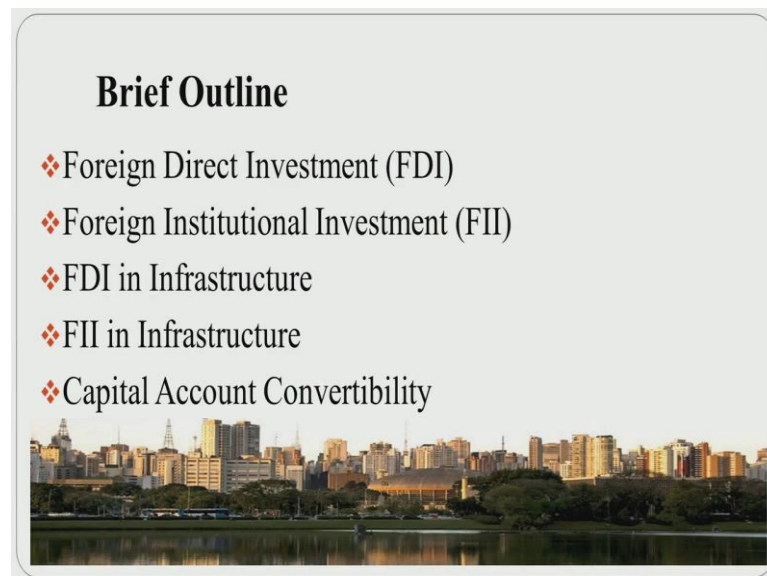 Brief Outline
Foreign Direct Investment (FDI)
Foreign Institutional Investment (FII)
FDI in Infrastructure
FII in Infrastructure
Capital Account Convertibility